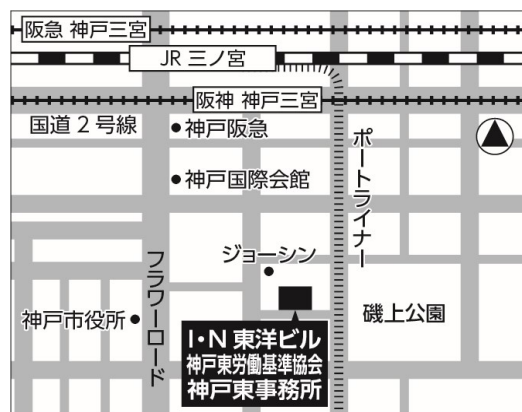 阪急 神戸三宮
JR 三ノ宮
阪神 神戸三宮
国道2号線
神戸阪急
ポートライナー
神戸国際会館
ジョーシン
フラワーロード
磯上公園
神戸市役所
I・N 東洋ビル
神戸東労働基準協会
神戸東事務所